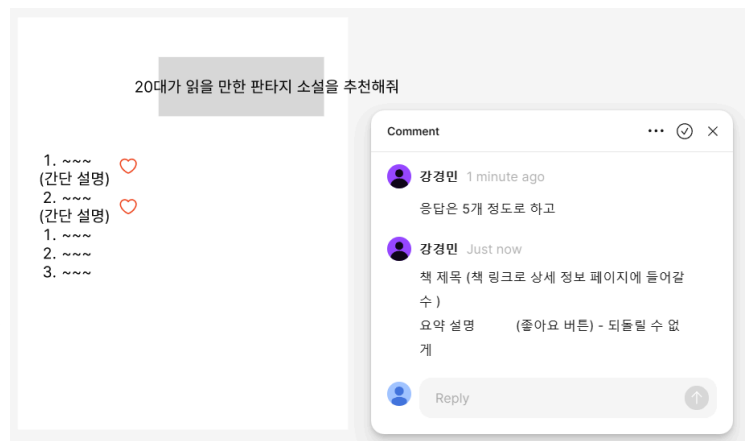 20대가 읽을 만한 판타지 소설을 추천해줘
1. ~~~
(간단 설명)
2. ~~~
(간단 설명)
1. ~~~
2. ~~~
3. ~~~
Comment
강경민 1 minute ago
응답은 5개 정도로 하고
강경민 Just now
책 제목 (책 링크로 상세 정보 페이지에 들어갈
수 )
요약 설명 (좋아요 버튼) - 되돌릴 수 없
게
Reply